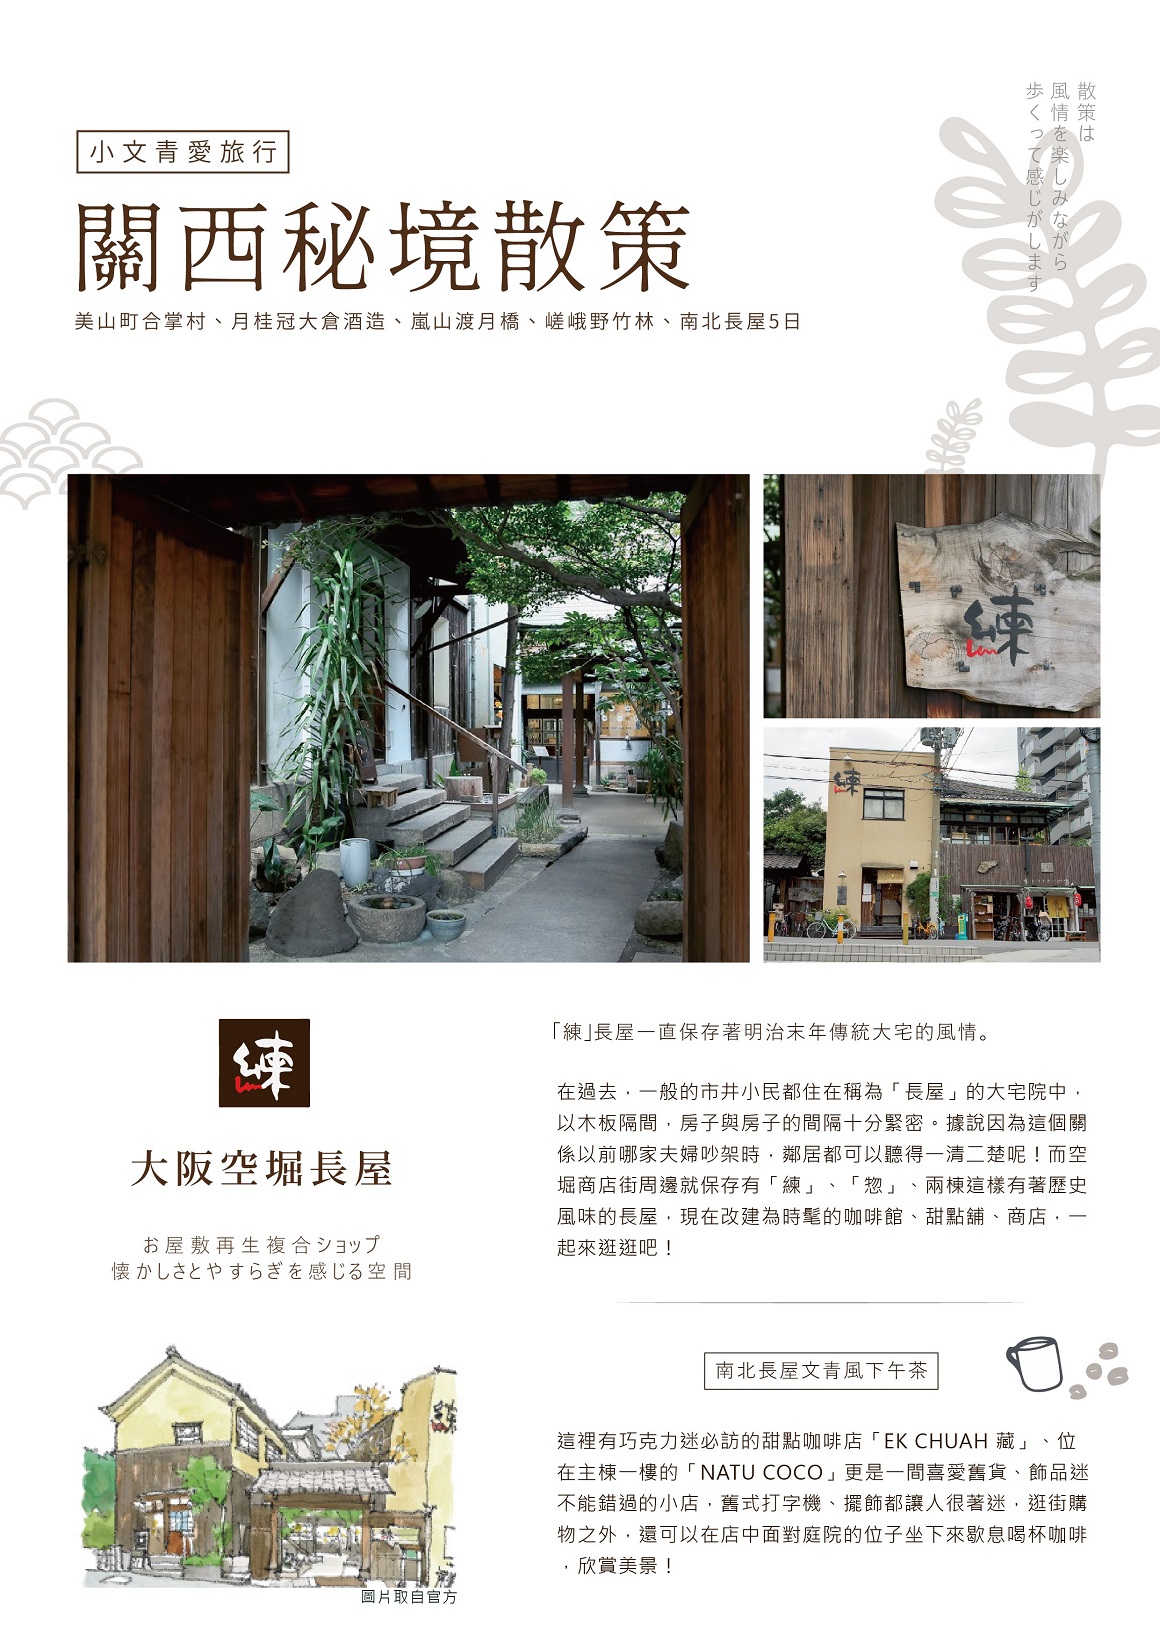 散策は
風情を楽しみながら
歩くって感じがします
小文青愛旅行
關西秘境散策
美山町合掌村、月桂冠大倉酒造、嵐山渡月橋、嵯峨野竹林、南北長屋5日
練
Len
練
Len
練
Len
大阪空堀長屋
お屋敷再生複合ショップ
懐かしさとやすらぎを感じる空間
圖片取自官方
「練」長屋一直保存著明治末年傳統大宅的風情。
在過去，一般的市井小民都住在稱為「長屋」的大宅院中，
以木板隔間，房子與房子的間隔十分緊密。據說因為這個關
係以前哪家夫婦吵架時，鄰居都可以聽得一清二楚呢！而空
堀商店街周邊就保存有「練」、「惣」、兩棟這樣有著歷史
風味的長屋，現在改建為時髦的咖啡館、甜點舖、商店，一
起來逛逛吧！
南北長屋文青風下午茶
這裡有巧克力迷必訪的甜點咖啡店「EK CHUAH 藏」、位
在主棟一樓的「NATU COCO」更是一間喜愛舊貨、飾品迷
不能錯過的小店，舊式打字機、擺飾都讓人很著迷，逛街購
物之外，還可以在店中面對庭院的位子坐下來歇息喝杯咖啡
，欣賞美景！